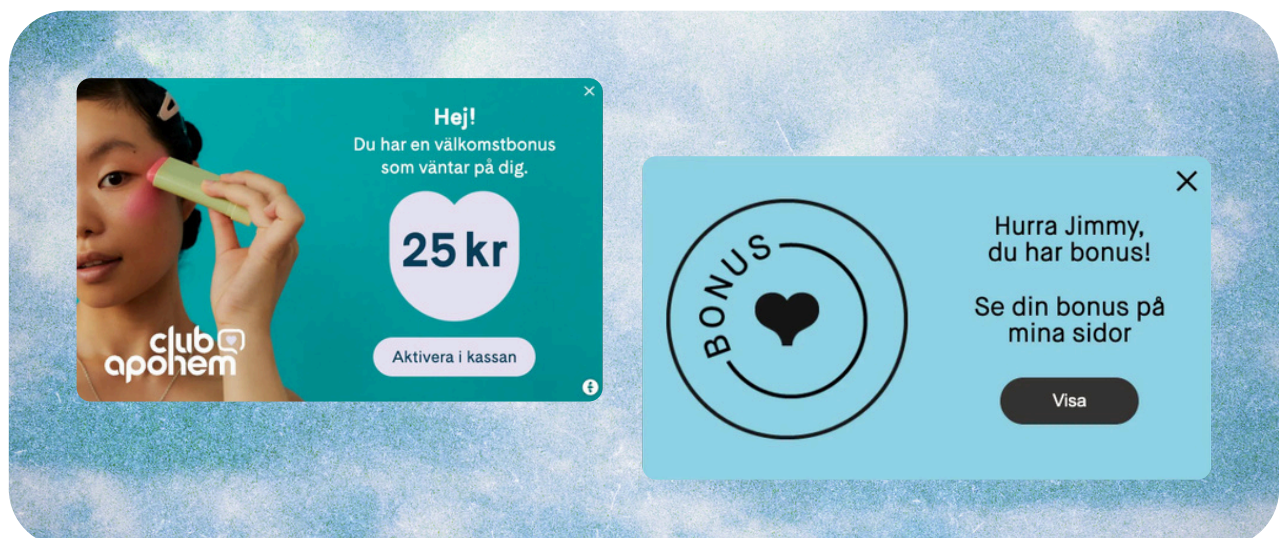 Hej!
Du har en välkomstbonus
som väntar på dig.
25 kr
Aktivera i kassan
club
apohem
BONUS
Hurra Jimmy,
du har bonus!
Se din bonus på
mina sidor
Visa